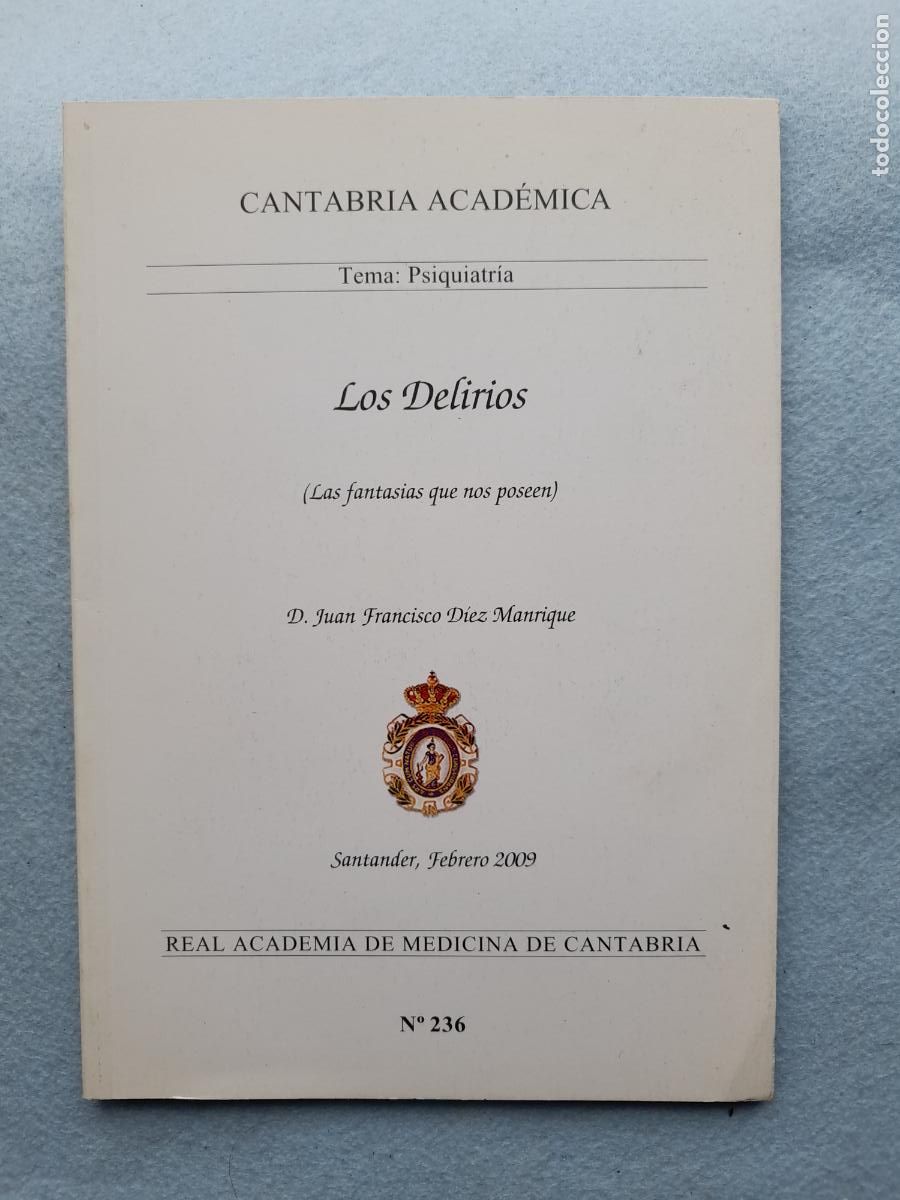 CANTABRIA ACADÉMICA
Tema: Psiquiatría
Los Delirios
(Las fantasias que nos poseen)
D. Juan Francisco Díez Manrique
Santander, Febrero 2009
REAL ACADEMIA DE MEDICINA DE CANTABRIA
Nº 236
todocoleccion